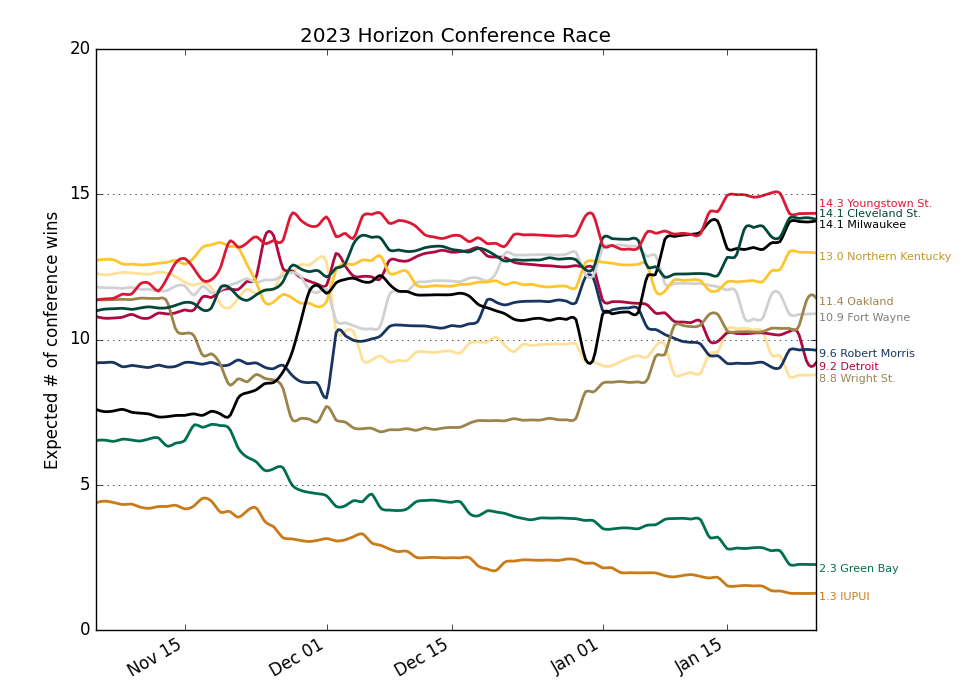 2023 Horizon Conference Race
Expected # of conference wins
20
15
10
5
0
Nov 15
Dec 01
Dec 15
Jan 01
Jan 15
14.3 Youngstown St.
14.1 Cleveland St.
14.1 Milwaukee
13.0 Northern Kentucky
11.4 Oakland
10.9 Fort Wayne
9.6 Robert Morris
9.2 Detroit
8.8 Wright St.
2.3 Green Bay
1.3 IUPUI